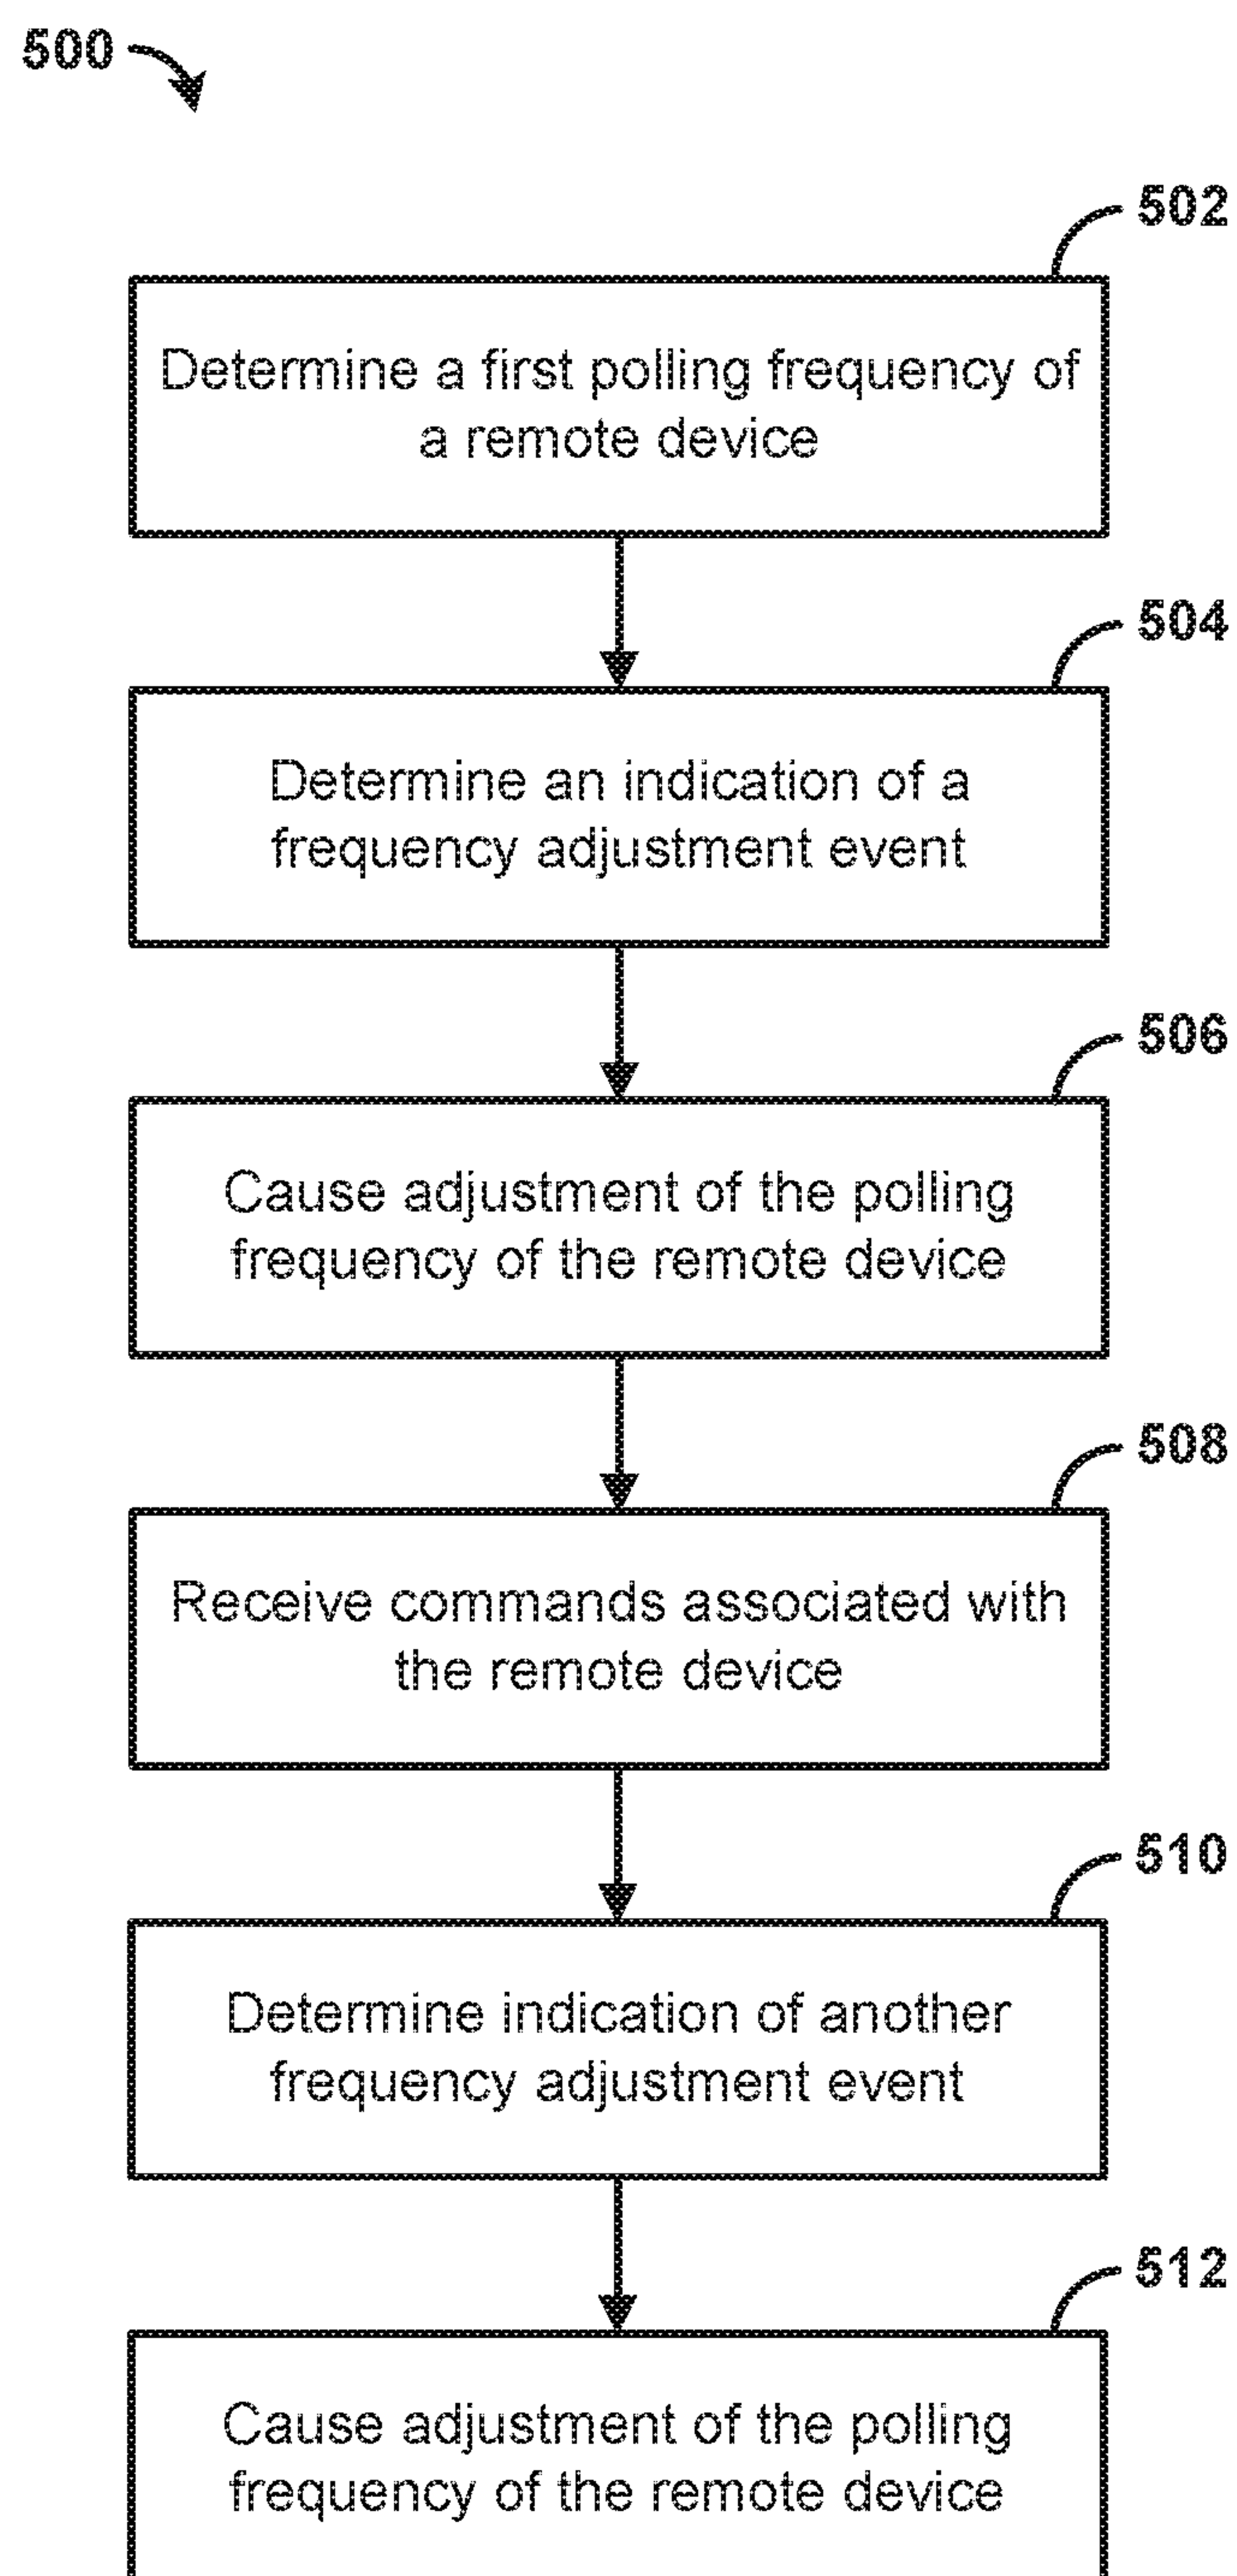 500
502
Determine a first polling frequency of
a remote device
504
Determine an indication of a
frequency adjustment event
506
Cause adjustment of the polling
frequency of the remote device
508
Receive commands associated with
the remote device
510
Determine indication of another
frequency adjustment event
512
Cause adjustment of the polling
frequency of the remote device